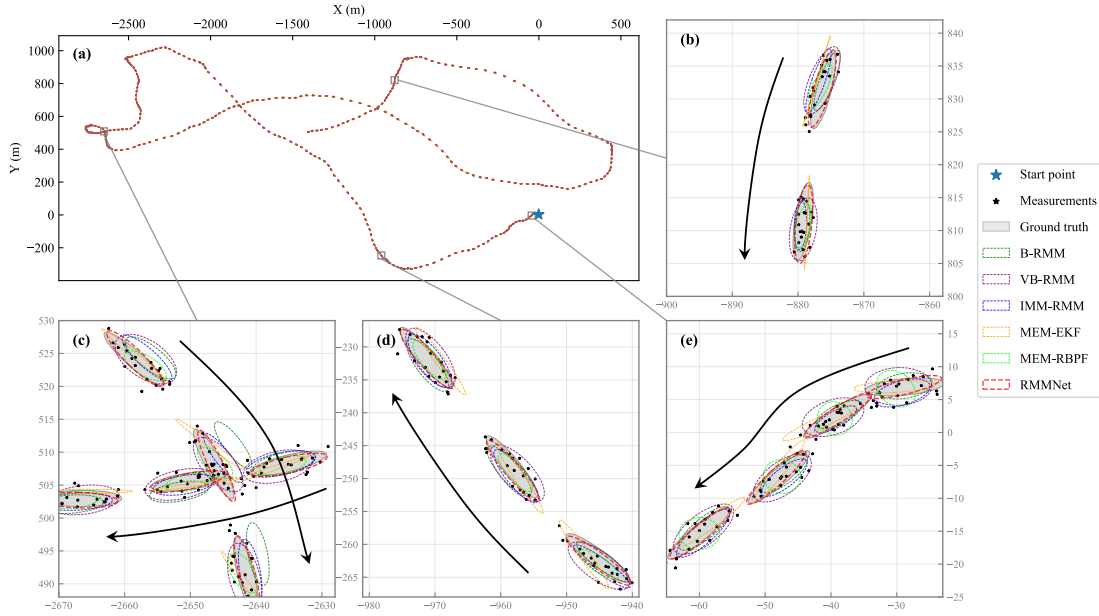 X (m)
−2500 −2000 −1500 −1000 −500 0 500
Y (m)
1000
800
600
400
200
0
−200
(a)
(b)
840
835
830
825
820
815
810
805
800
−900 −890 −880 −870 −860
Start point
Measurements
Ground truth
B-RMM
VB-RMM
IMM-RMM
MEM-EKF
MEM-RBPF
RMMNet
(c)
530
525
520
515
510
505
500
495
490
−2670 −2660 −2650 −2640 −2630
(d)
−230
−235
−240
−245
−250
−255
−260
−265
−980 −970 −960 −950 −940
(e)
15
10
5
0
−5
−10
−15
−20
−25
−60 −50 −40 −30